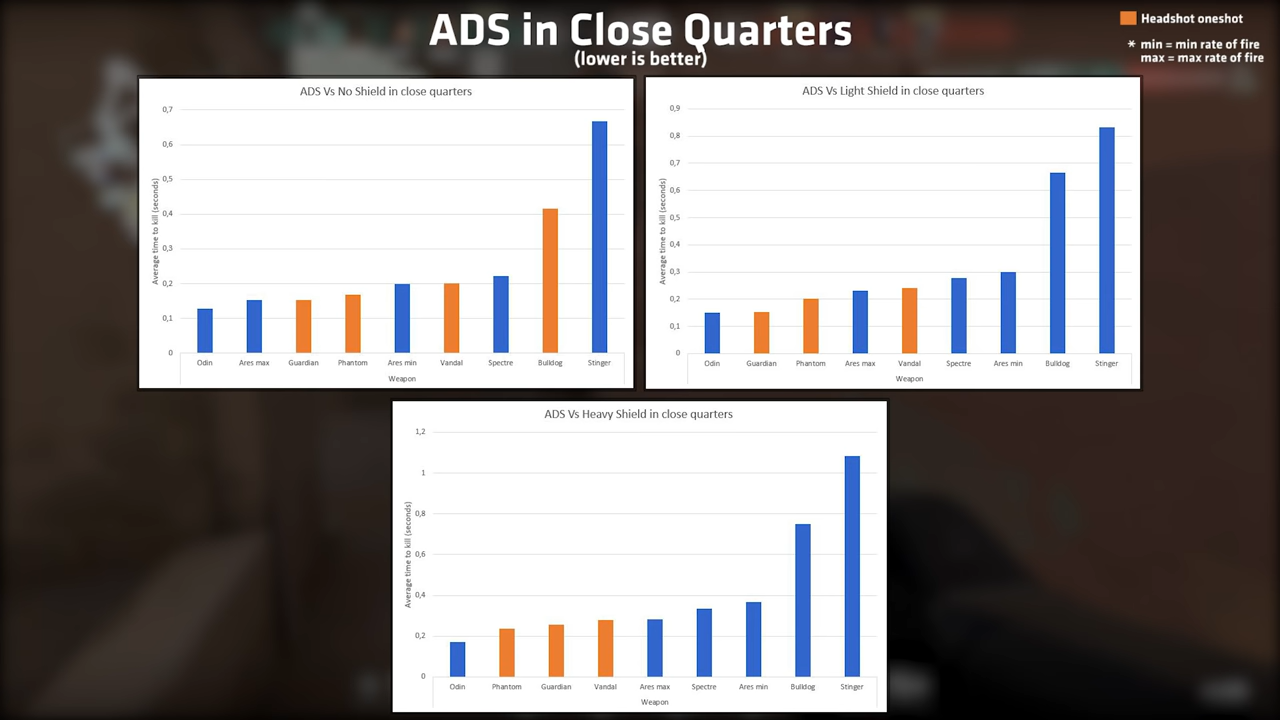 ADS in Close Quarters
(lower is better)
Headshot oneshot
* min = min rate of fire
max = max rate of fire
ADS Vs No Shield in close quarters
Average time to kill (seconds)
0,7
0,6
0,5
0,4
0,3
0,2
0,1
0
Odin Ares max Guardian Phantom Ares min Vandal Spectre Bulldog Stinger
Weapon
ADS Vs Light Shield in close quarters
Average time to kill (seconds)
0,9
0,8
0,7
0,6
0,5
0,4
0,3
0,2
0,1
0
Odin Guardian Phantom Ares max Vandal Spectre Ares min Bulldog Stinger
Weapon
ADS Vs Heavy Shield in close quarters
Average time to kill (seconds)
1,2
1
0,8
0,6
0,4
0,2
0
Odin Phantom Guardian Vandal Ares max Spectre Ares min Bulldog Stinger
Weapon